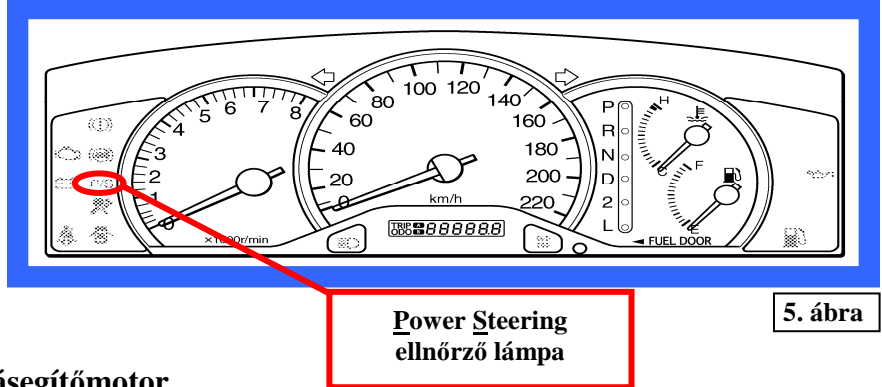 5 6 7 8
4
3
2
1
0
x1000r/min
100 120
80 140
60 160
40 180
20 200
0 220
km/h
TRIP A
ODO B 888888
P
R
N
D
2
L
H
C
F
E
◄ FUEL DOOR
Power Steering
ellnőrző lámpa
5. ábra
ásegítőmotor